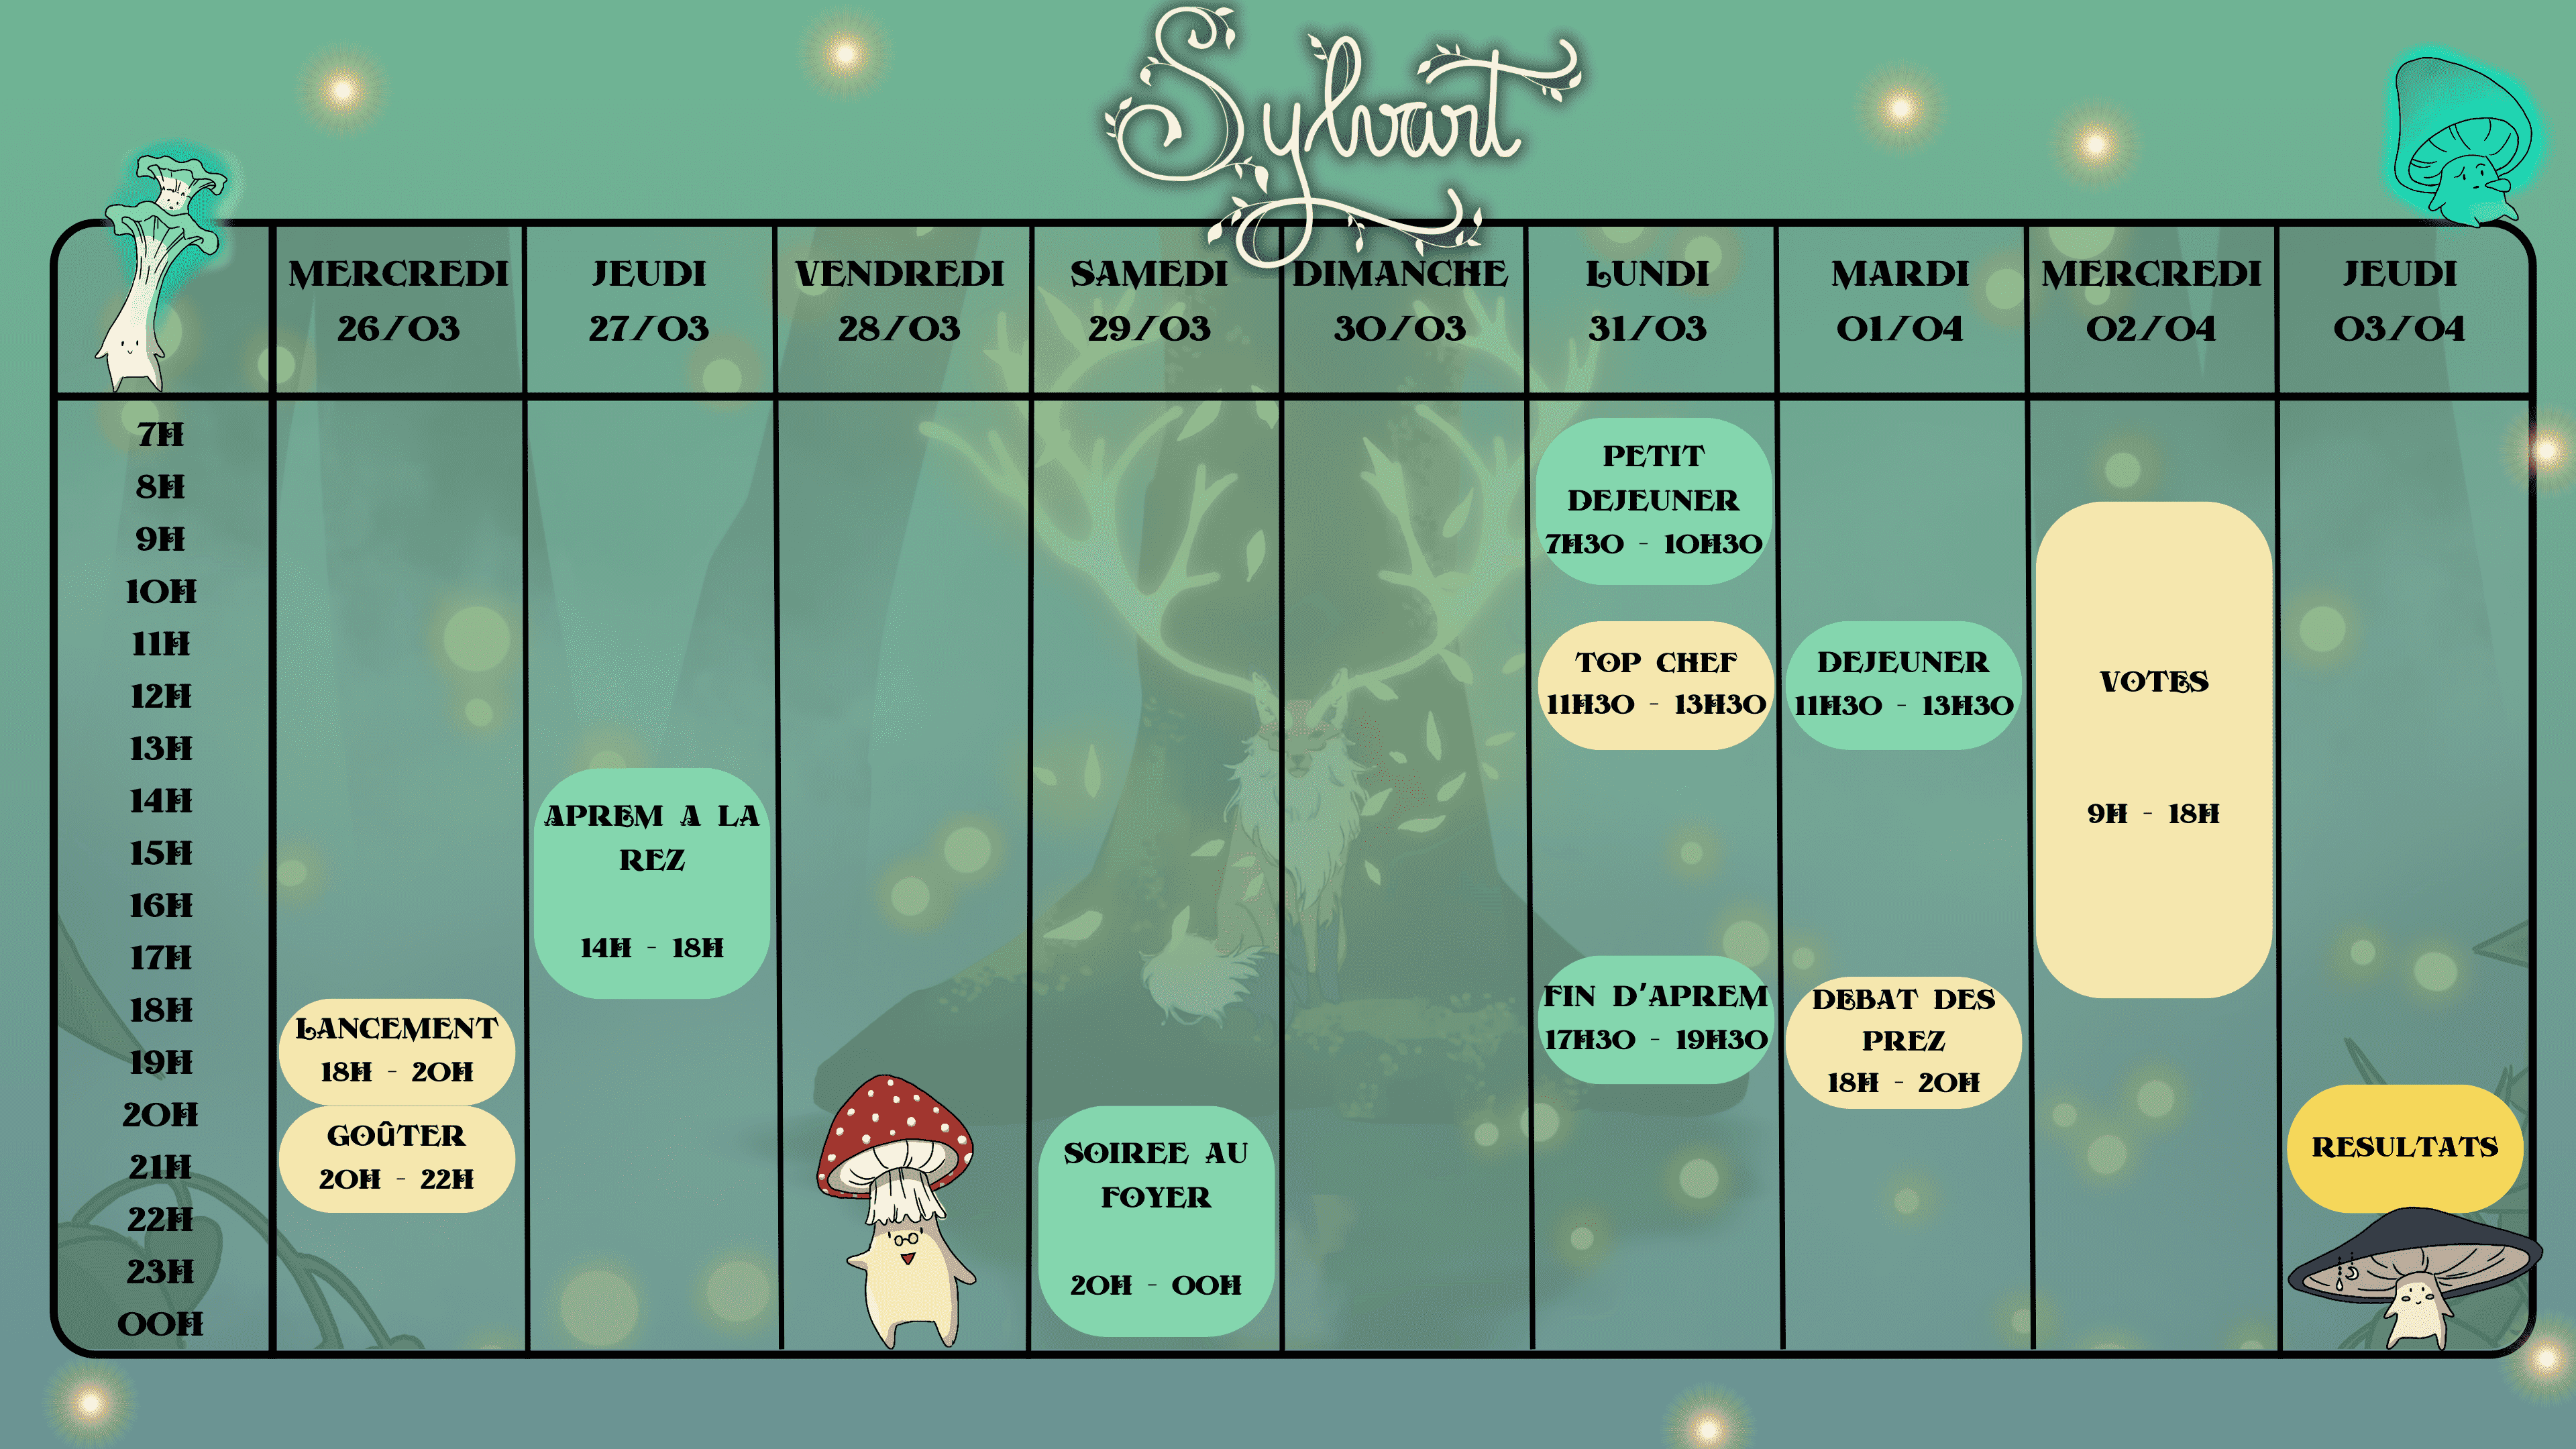 Sylvart
MERCREDI
26/03
JEUDI
27/03
VENDREDI
28/03
SAMEDI
29/03
DIMANCHE
30/03
LUNDI
31/03
MARDI
01/04
MERCREDI
02/04
JEUDI
03/04
7H
8H
9H
10H
11H
12H
13H
14H
15H
16H
17H
18H
19H
20H
21H
22H
23H
00H
LANCEMENT
18H - 20H
GOûTER
20H - 22H
APREM A LA
REZ
14H - 18H
SOIREE AU
FOYER
20H - 00H
PETIT
DEJEUNER
7H30 - 10H30
TOP CHEF
11H30 - 13H30
FIN D'APREM
17H30 - 19H30
DEJEUNER
11H30 - 13H30
DEBAT DES
PREZ
18H - 20H
VOTES
9H - 18H
RESULTATS